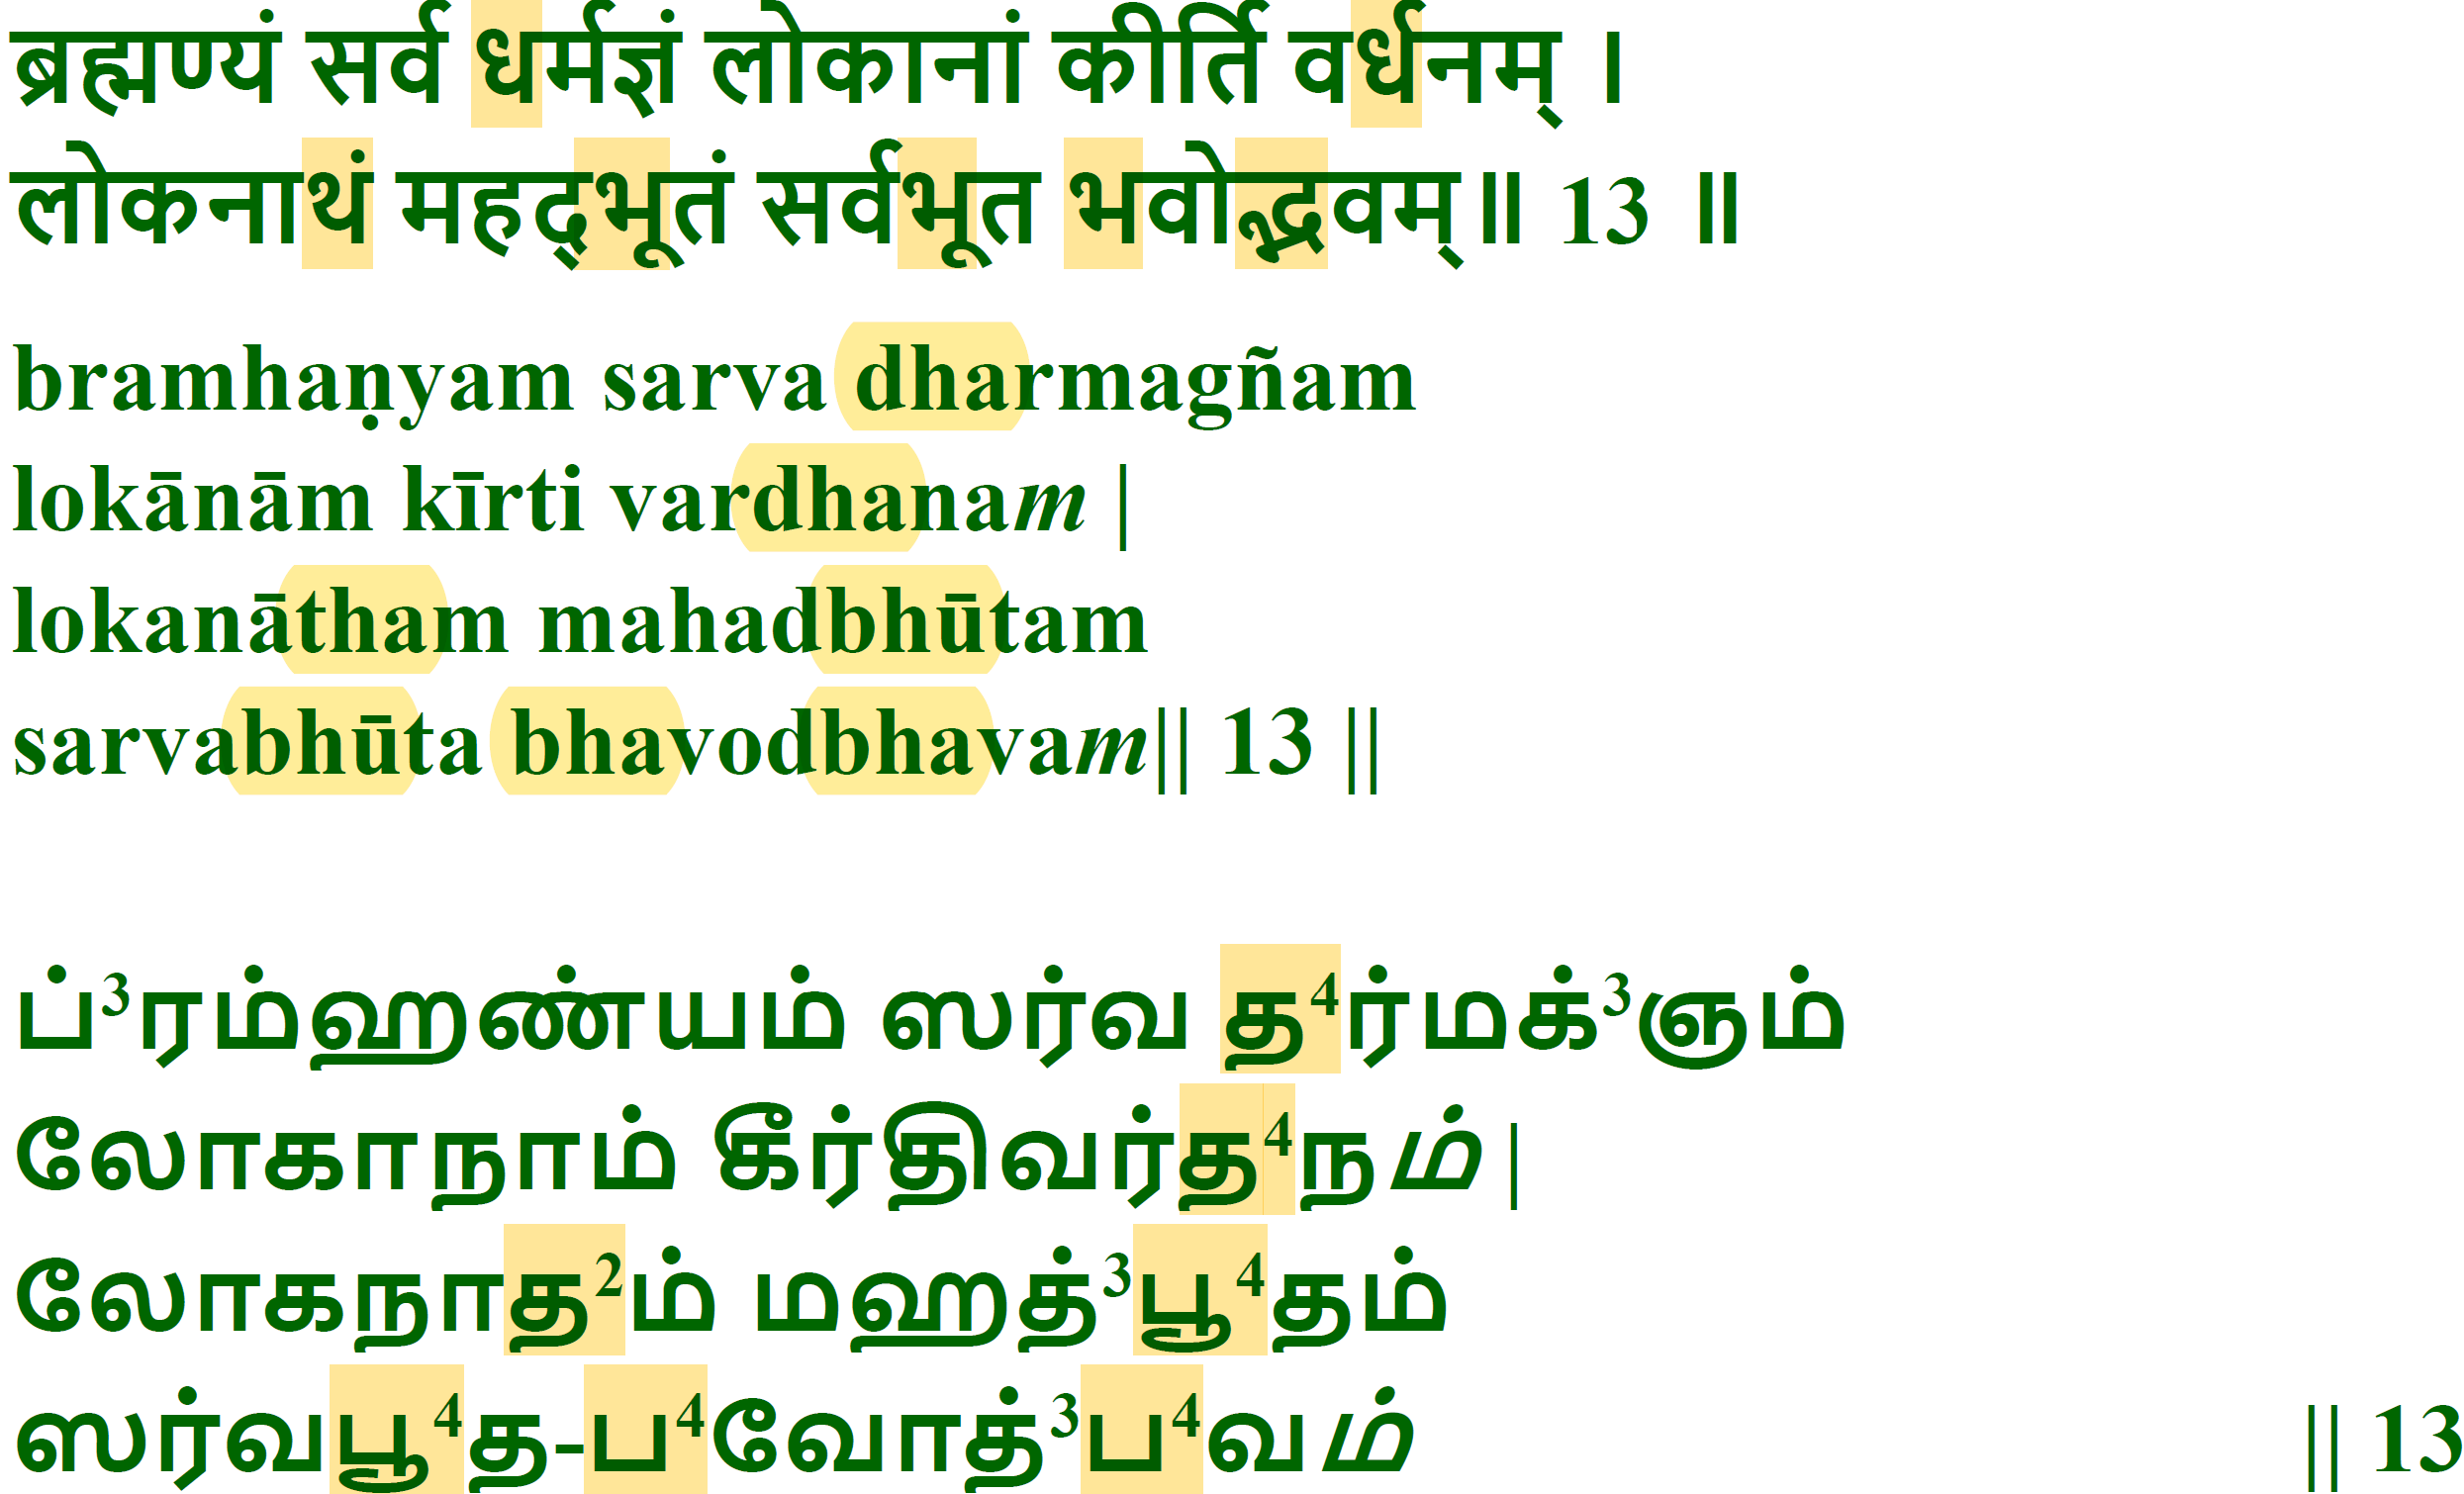 ब्रह्मण्यं सर्व धर्मज्ञं लोकानां कीर्ति वर्धनम् ।
लोकनाथं महद्‌भूतं सर्वभूत भवोद्भवम्॥ 13 ॥
bramhaṇyam sarva dharmagñam
lokānām kīrti vardhanam |
lokanātham mahadbhūtam
sarvabhūta bhavodbhavam|| 13 ||
ப்³ரம்ஹண்யம் ஸர்வ த⁴ர்மக்³ஞம்
லோகாநாம் கீர்திவர்த⁴நம் |
லோகநாத²ம் மஹத்³பூ⁴தம்
ஸர்வபூ⁴த-ப⁴வோத்³ப⁴வம் || 13